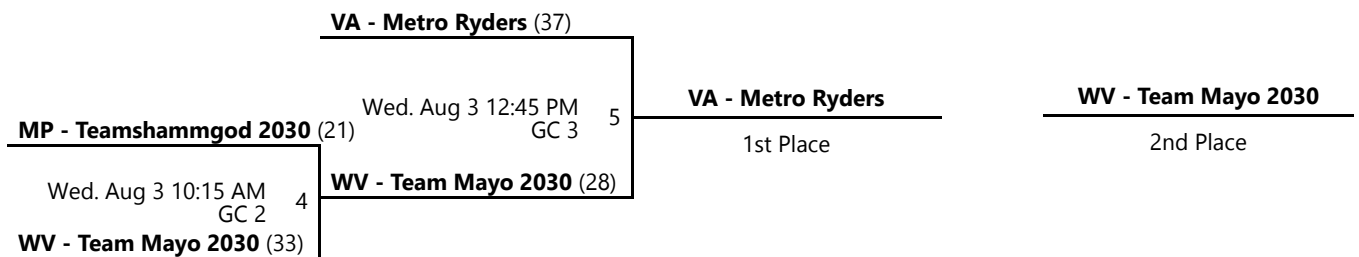 VA - Metro Ryders (37)
Wed. Aug 3 12:45 PM
GC 3
5
VA - Metro Ryders
1st Place
WV - Team Mayo 2030
2nd Place
MP - Teamshammgod 2030 (21)
Wed. Aug 3 10:15 AM
GC 2
4
WV - Team Mayo 2030 (28)
WV - Team Mayo 2030 (33)